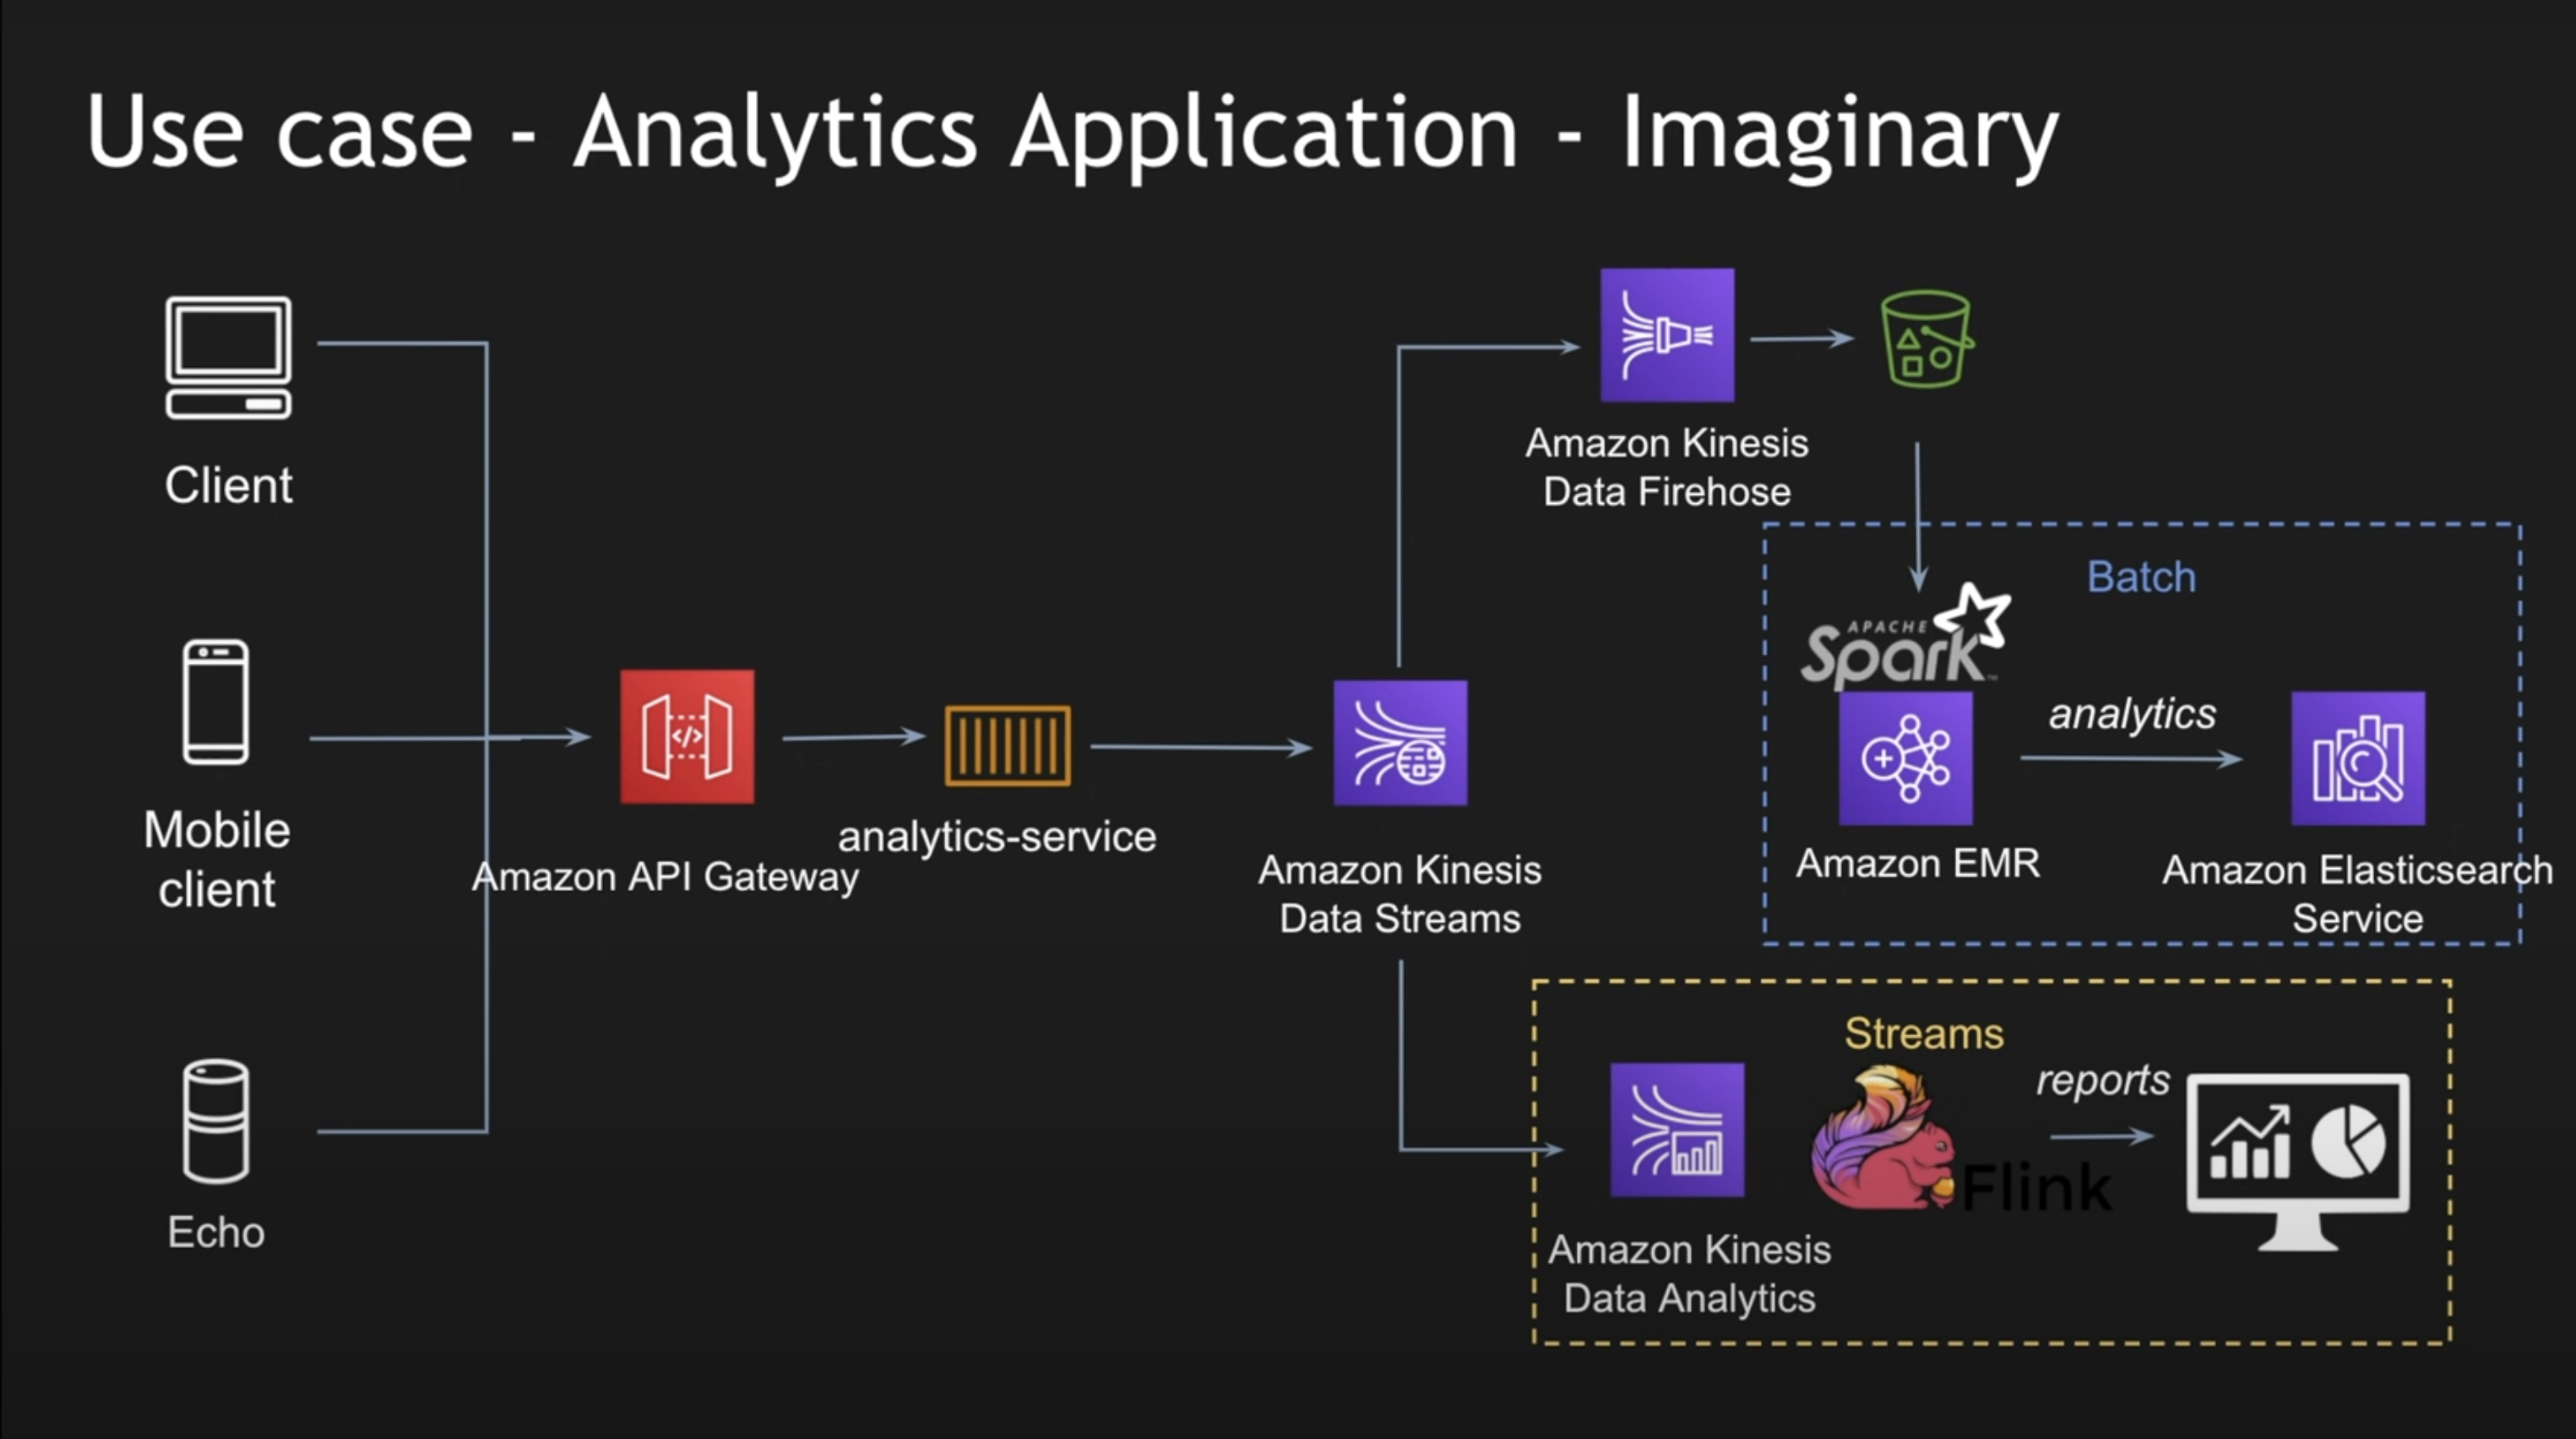 Use case - Analytics Application - Imaginary
Client
Mobile
client
Echo
</>
Amazon API Gateway
analytics-service
Amazon Kinesis
Data Streams
Amazon Kinesis
Data Firehose
Batch
APACHE
Spark™
analytics
Amazon EMR
Amazon Elasticsearch
Service
Streams
Flink
reports
Amazon Kinesis
Data Analytics